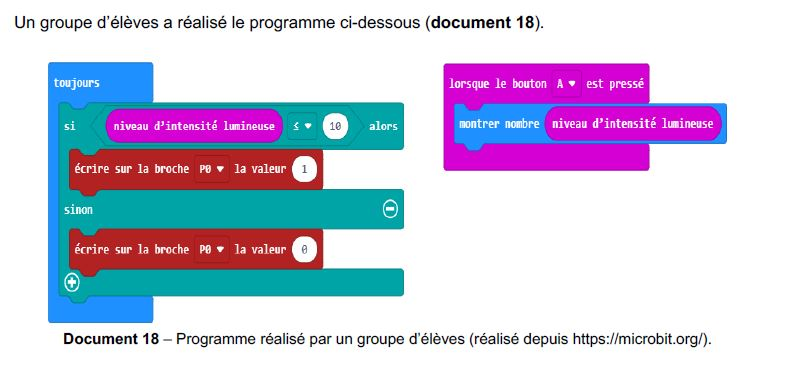 Un groupe d’élèves a réalisé le programme ci-dessous (document 18).
toujours
si niveau d’intensité lumineuse ≤ ▼ 10 alors
écrire sur la broche P0 ▼ la valeur 1
sinon
écrire sur la broche P0 ▼ la valeur 0
lorsque le bouton A ▼ est pressé
montrer nombre niveau d’intensité lumineuse
Document 18 – Programme réalisé par un groupe d’élèves (réalisé depuis https://microbit.org/).